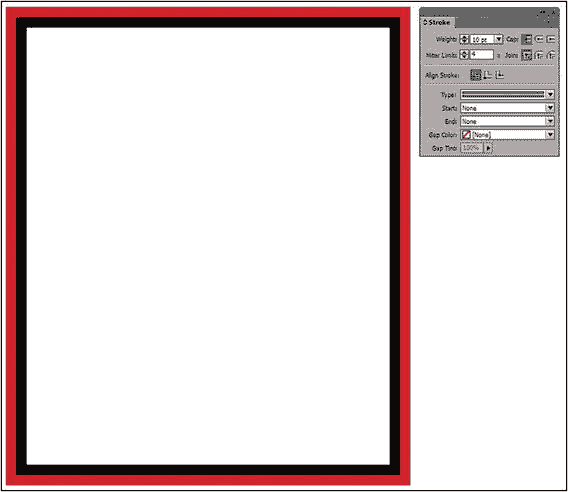 Stroke
Weight: 10 pt Cap:
Miter Limit: 4 x Join:
Align Stroke:
Type:
Start: None
End: None
Gap Color: [None]
Gap Tint: 100%